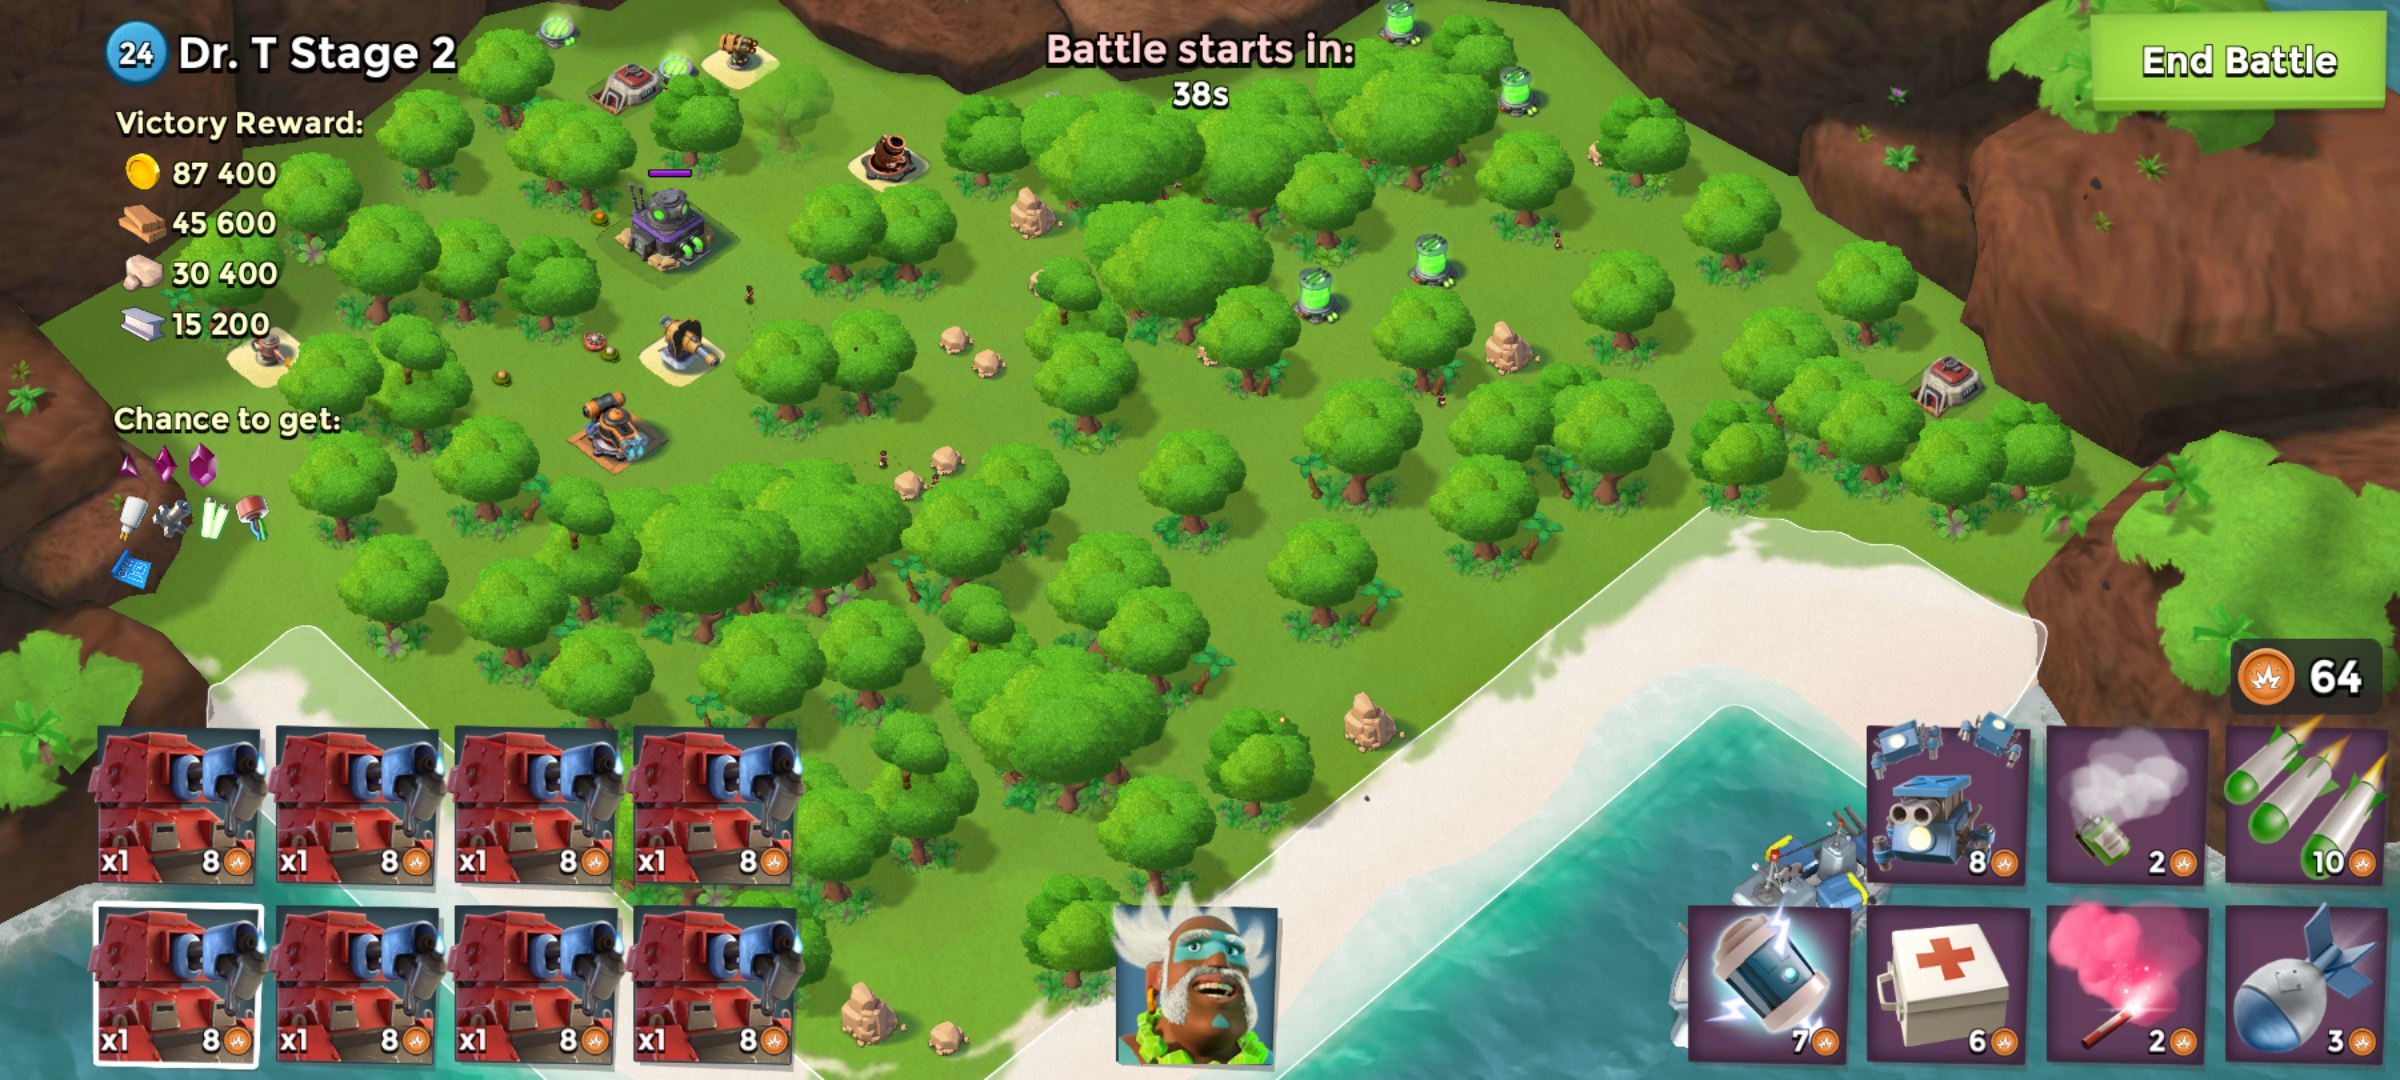 24 Dr. T Stage 2
Battle starts in:
38s
End Battle
Victory Reward:
87 400
45 600
30 400
15 200
Chance to get:
64
x1 8 x1 8 x1 8 x1 8
8 2 10
x1 8 x1 8 x1 8 x1 8
7 6 2 3